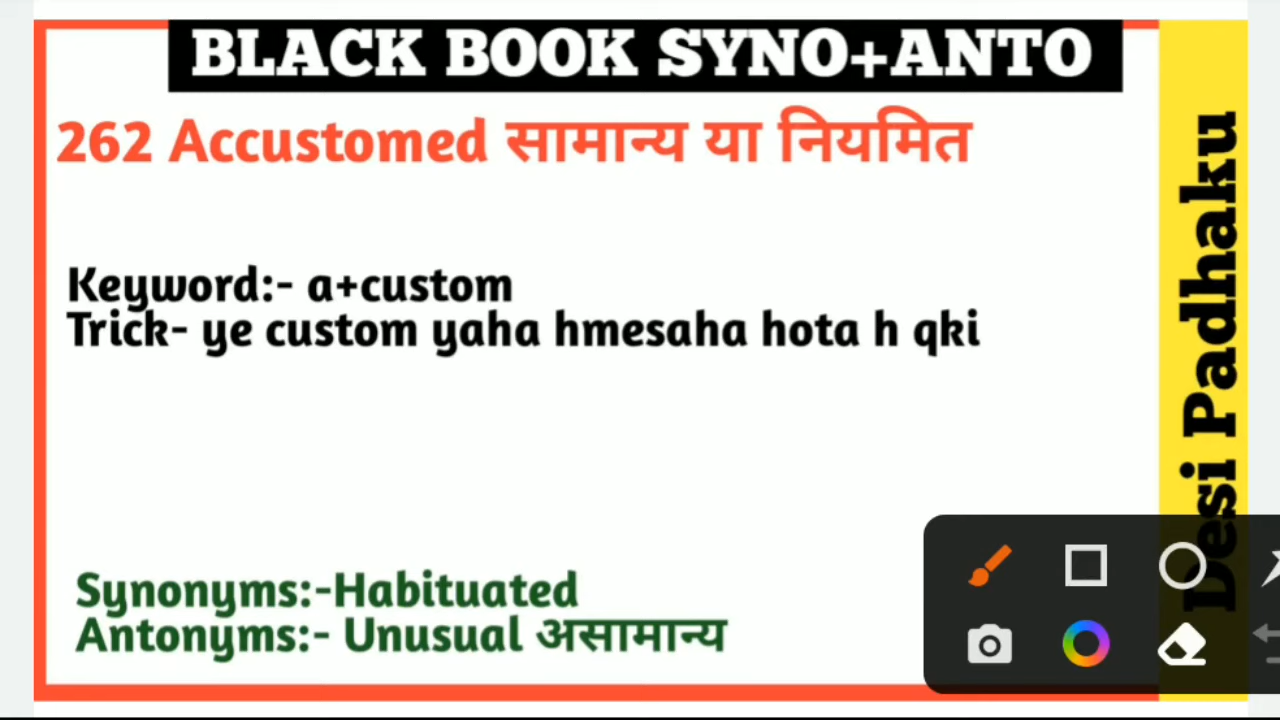 BLACK BOOK SYNO+ANTO
262 Accustomed सामान्य या नियमित
Keyword:- a+custom
Trick- ye custom yaha hmesaha hota h qki
Synonyms:-Habituated
Antonyms:- Unusual असामान्य
Desi Padhaku